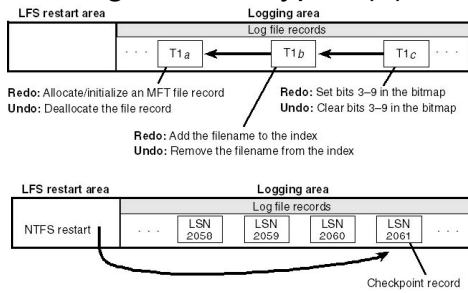 LFS restart area Logging area
Log file records
. . . T1a T1b T1c . . .
Redo: Allocate/initialize an MFT file record
Undo: Deallocate the file record
Redo: Set bits 3–9 in the bitmap
Undo: Clear bits 3–9 in the bitmap
Redo: Add the filename to the index
Undo: Remove the filename from the index
LFS restart area Logging area
Log file records
NTFS restart . . . LSN 2058 LSN 2059 LSN 2060 LSN 2061 . . .
Checkpoint record